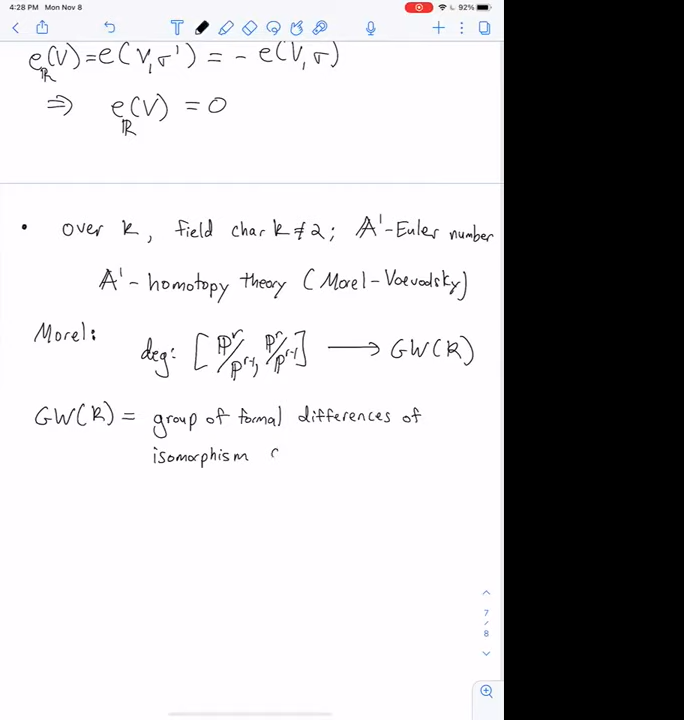 4:28 PM Mon Nov 8 92%
e_ℝ(V) = e(V, σ') = - e(V, σ)
⇒ e_ℝ(V) = 0
• over k, field char k ≠ 2; 𝔸¹-Euler number
𝔸¹-homotopy theory (Morel-Voevodsky)
Morel:
deg: [ℙʳ/ℙʳ⁻¹, ℙʳ/ℙʳ⁻¹] ⟶ GW(k)
GW(k) = group of formal differences of
isomorphism c
7
/
8